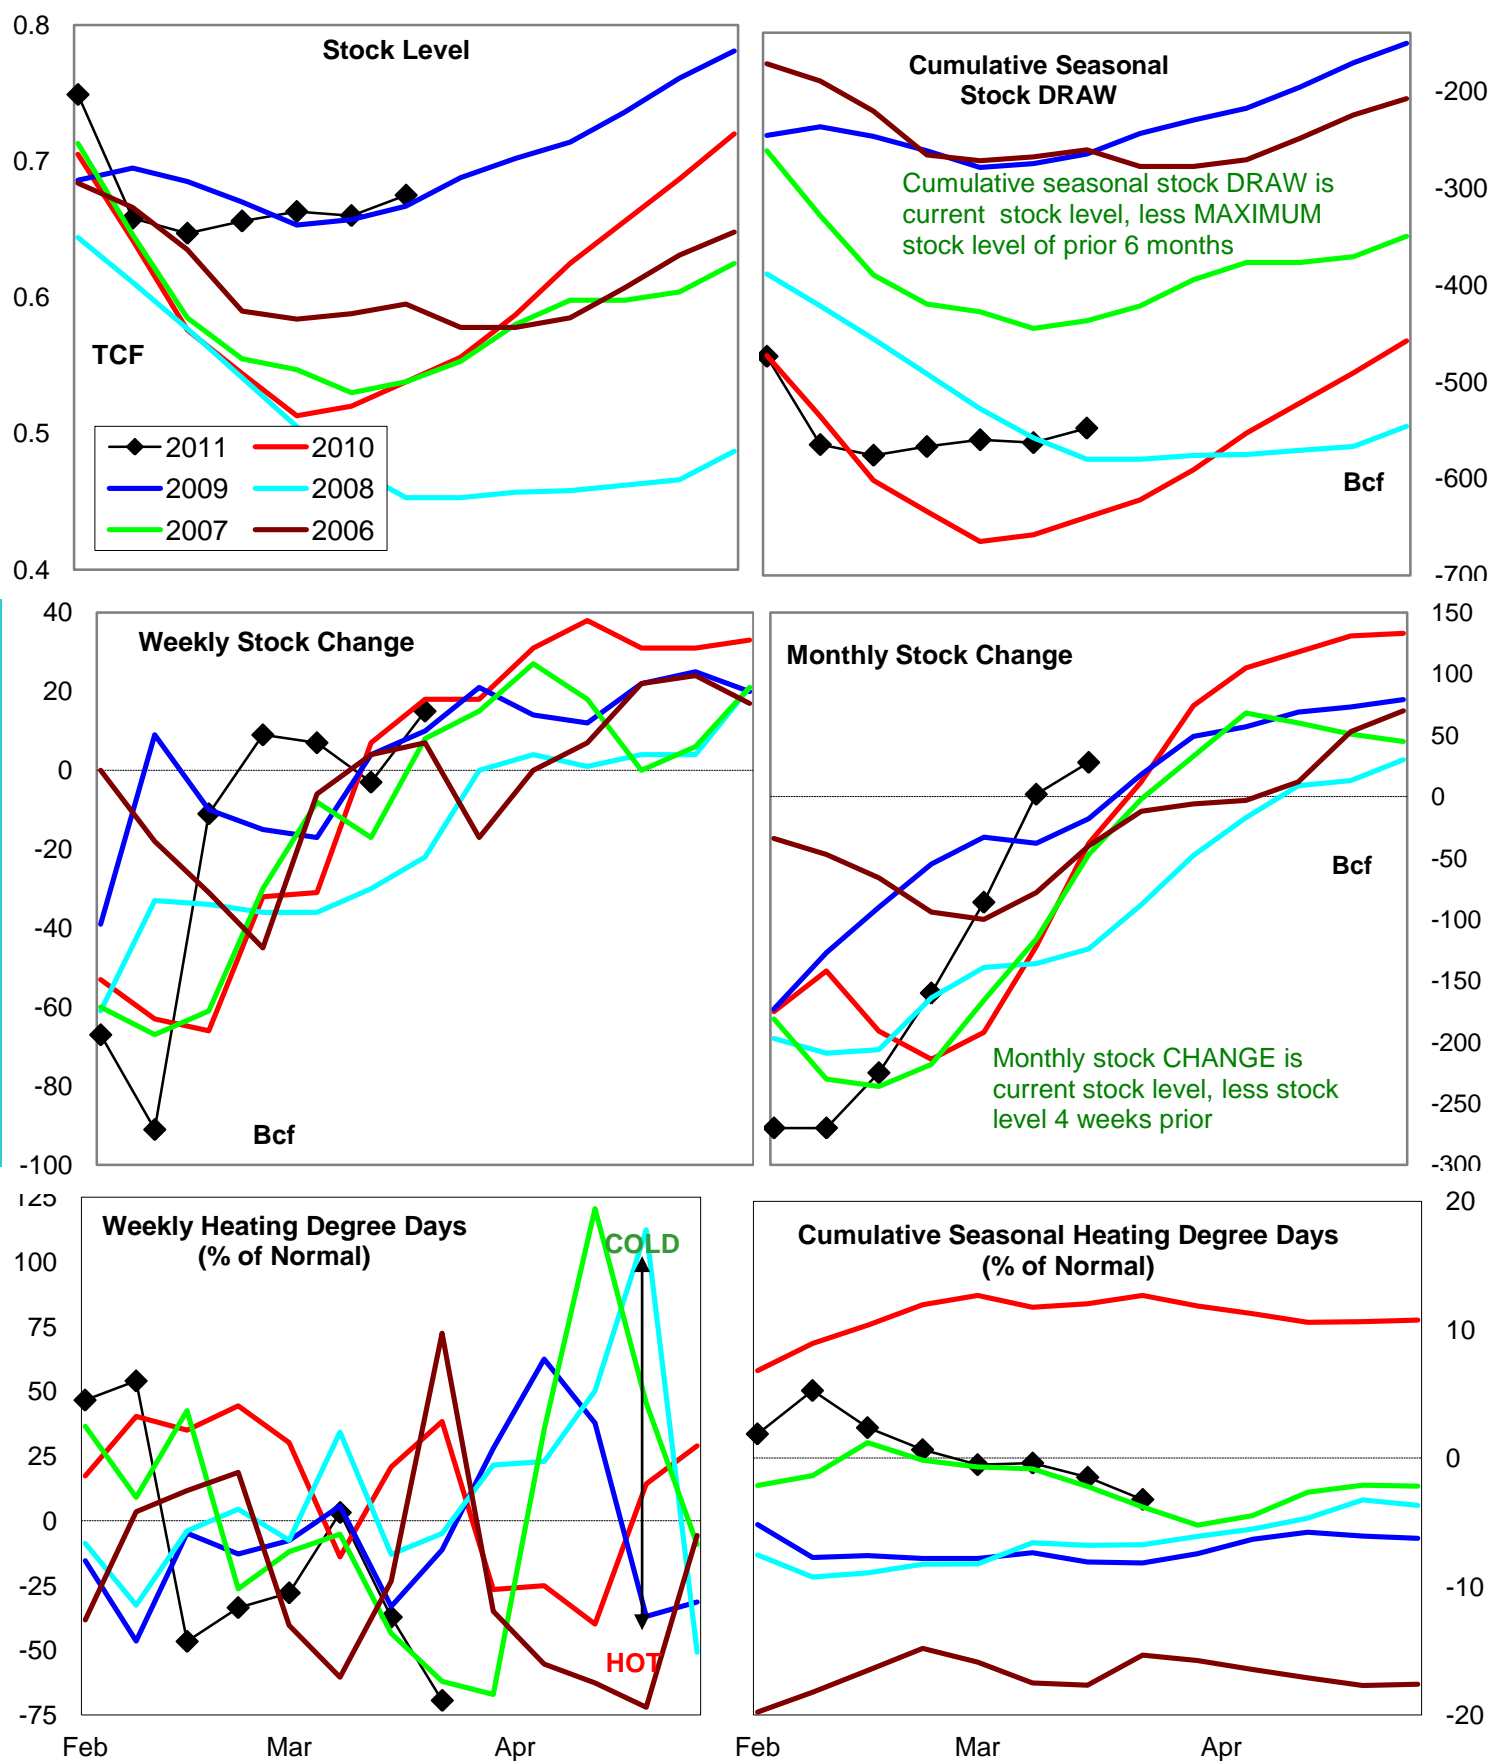 0.8
0.7
0.6
0.5
0.4
Stock Level
TCF
2011 2010
2009 2008
2007 2006
Cumulative Seasonal
Stock DRAW
Cumulative seasonal stock DRAW is
current stock level, less MAXIMUM
stock level of prior 6 months
Bcf
-200
-300
-400
-500
-600
-700
40
20
0
-20
-40
-60
-80
-100
Weekly Stock Change
Bcf
Monthly Stock Change
Bcf
Monthly stock CHANGE is
current stock level, less stock
level 4 weeks prior
150
100
50
0
-50
-100
-150
-200
-250
-300
125
100
75
50
25
0
-25
-50
-75
Weekly Heating Degree Days
(% of Normal)
COLD
HOT
Feb Mar Apr
Cumulative Seasonal Heating Degree Days
(% of Normal)
20
10
0
-10
-20
Feb Mar Apr